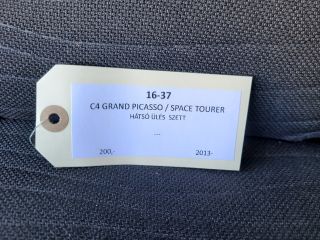 16-37
C4 GRAND PICASSO / SPACE TOURER
HÁTSÓ ÜLÉS SZETT
...
200,- 2013-